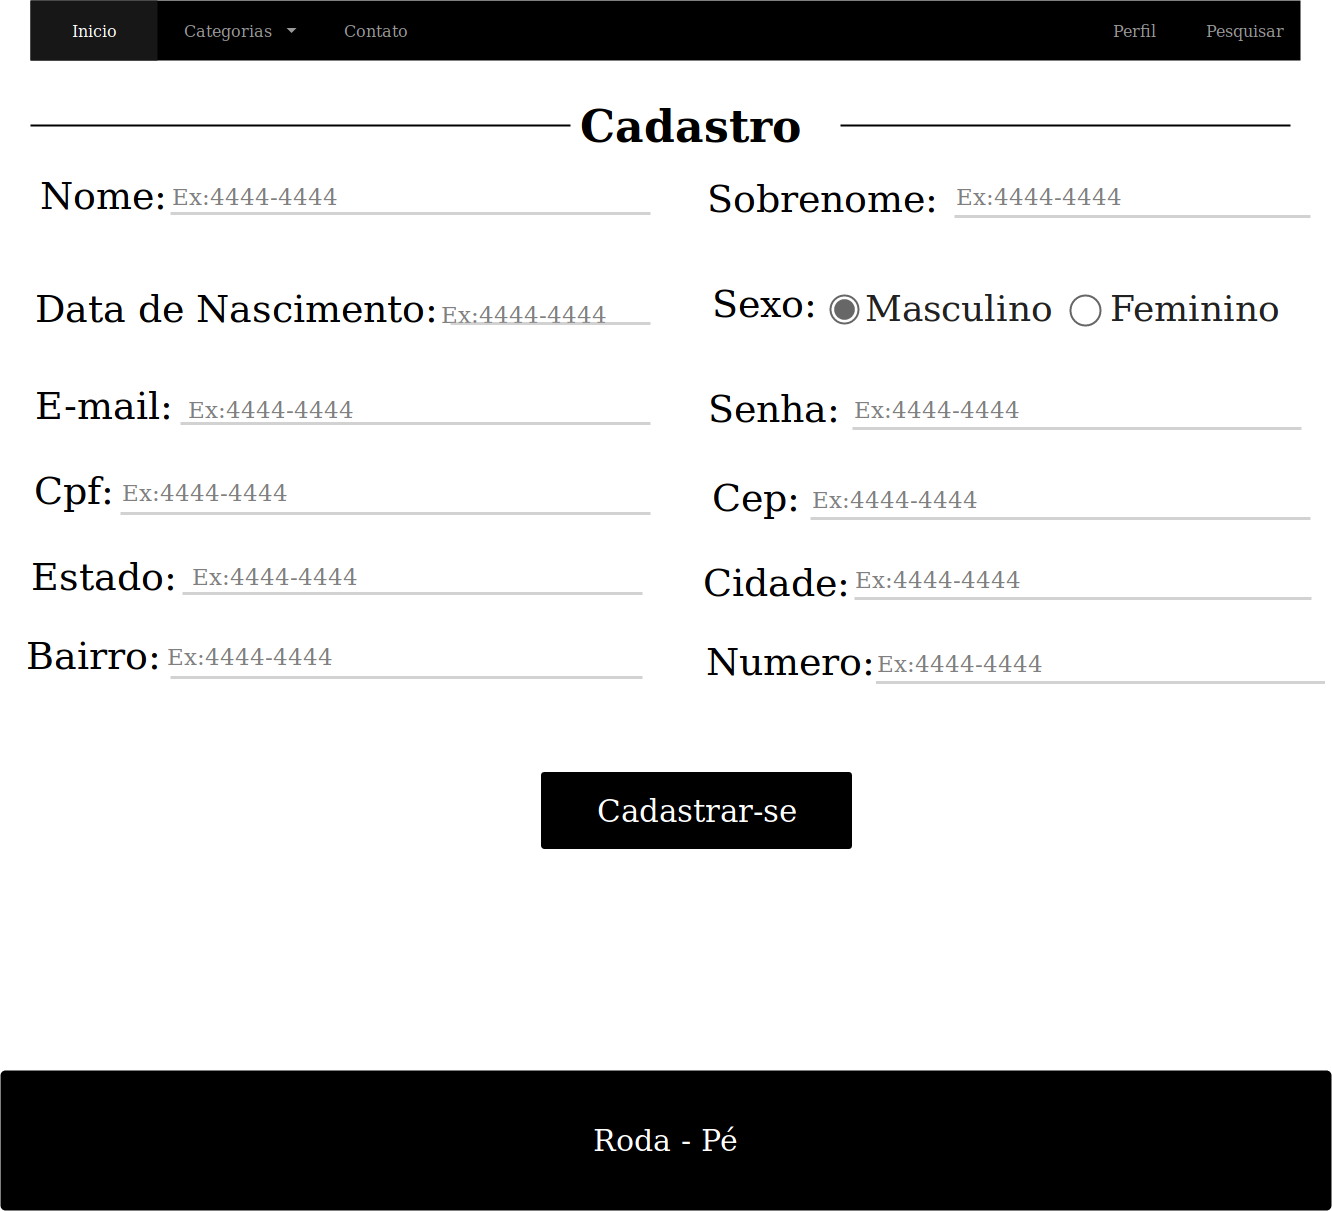 Inicio Categorias Contato Perfil Pesquisar
Cadastro
Nome: Ex:4444-4444 Sobrenome: Ex:4444-4444
Data de Nascimento: Ex:4444-4444 Sexo: Masculino Feminino
E-mail: Ex:4444-4444 Senha: Ex:4444-4444
Cpf: Ex:4444-4444 Cep: Ex:4444-4444
Estado: Ex:4444-4444 Cidade: Ex:4444-4444
Bairro: Ex:4444-4444 Numero: Ex:4444-4444
Cadastrar-se
Roda - Pé